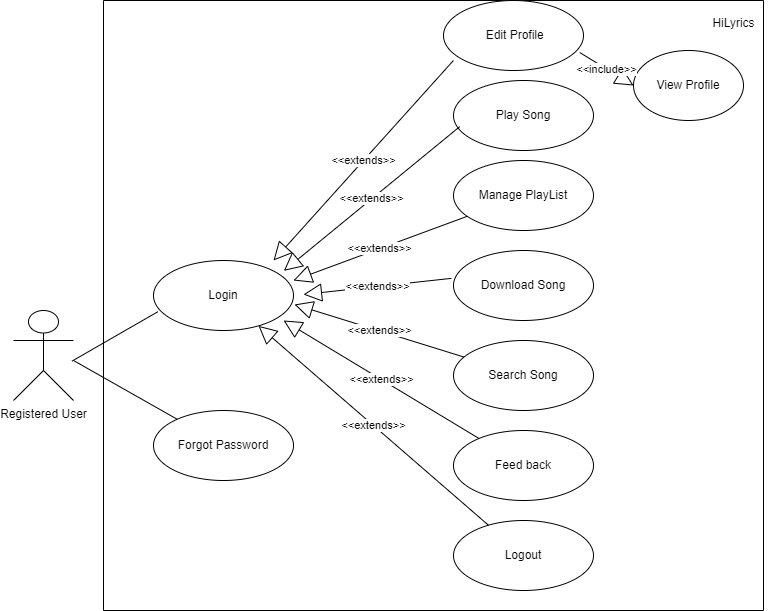 HiLyrics
Edit Profile
<<include>>
View Profile
Play Song
<<extends>>
Manage PlayList
<<extends>>
<<extends>>
Login
Download Song
<<extends>>
<<extends>>
Search Song
<<extends>>
Registered User
Forgot Password
<<extends>>
Feed back
Logout